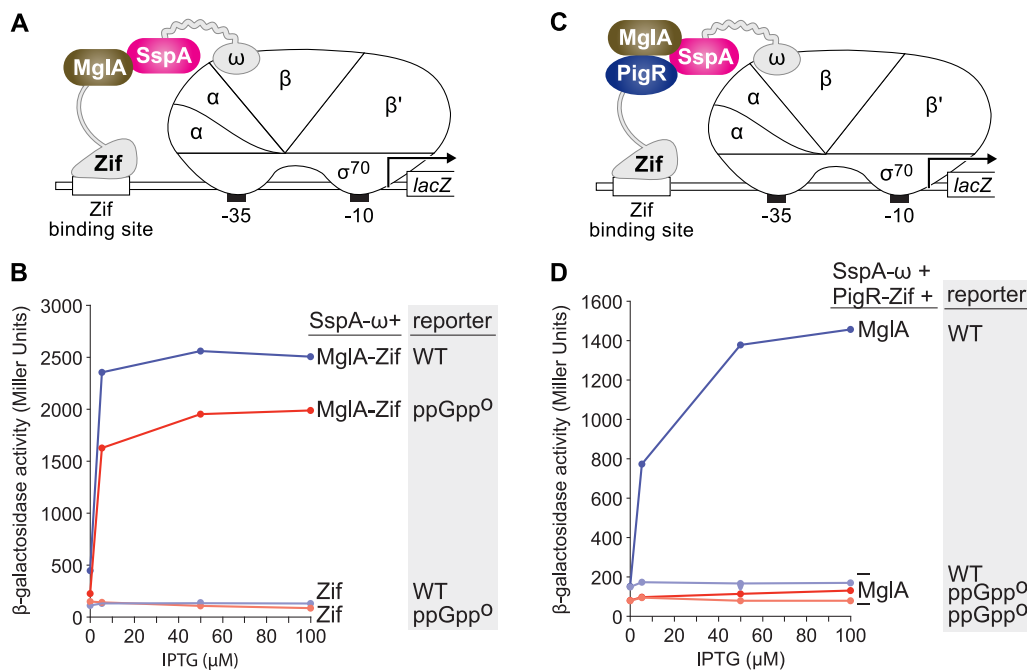 A
MglA
SspA
ω
α
α
β
β'
σ70
Zif
lacZ
Zif
binding site
-35
-10
C
MglA
PigR
SspA
ω
α
α
β
β'
σ70
Zif
lacZ
Zif
binding site
-35
-10
B
β-galactosidase activity (Miller Units)
3000
2500
2000
1500
1000
500
0
0
20
40
60
80
100
IPTG (μM)
SspA-ω+ reporter
MglA-Zif WT
MglA-Zif ppGpp0
Zif WT
Zif ppGpp0
D
β-galactosidase activity (Miller Units)
1600
1400
1200
1000
800
600
400
200
0
0
20
40
60
80
100
IPTG (μM)
SspA-ω +
PigR-Zif + reporter
MglA WT
– WT
MglA ppGpp0
– ppGpp0